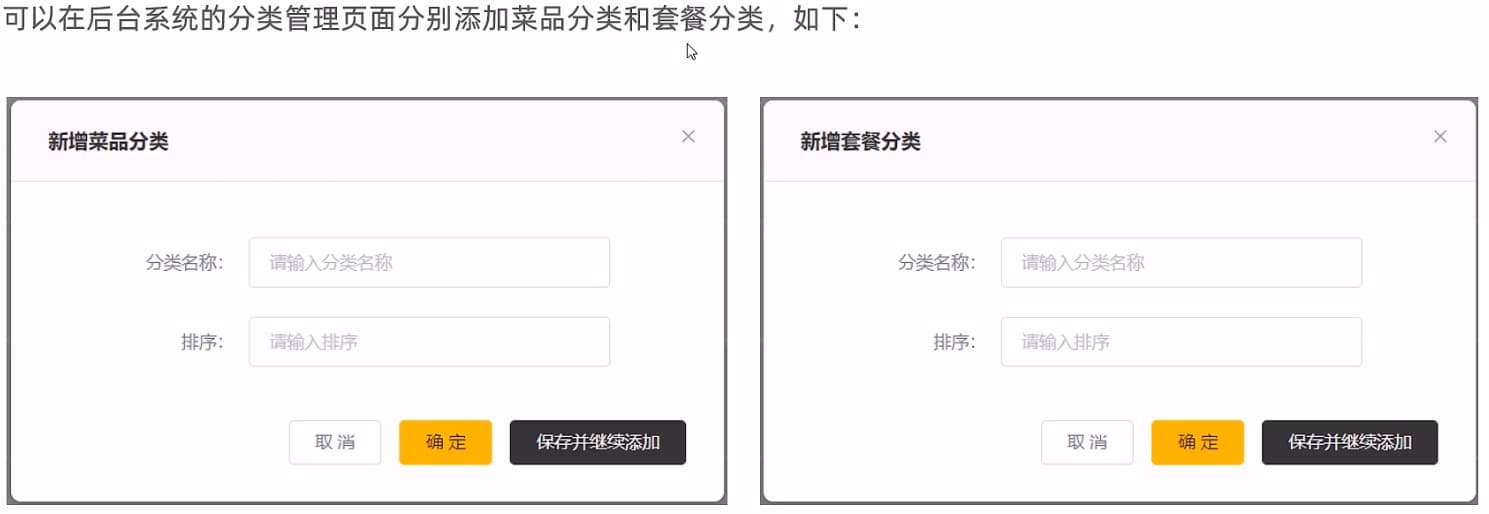 可以在后台系统的分类管理页面分别添加菜品分类和套餐分类，如下：
新增菜品分类
分类名称：
请输入分类名称
排序：
请输入排序
取 消
确 定
保存并继续添加
新增套餐分类
分类名称：
请输入分类名称
排序：
请输入排序
取 消
确 定
保存并继续添加